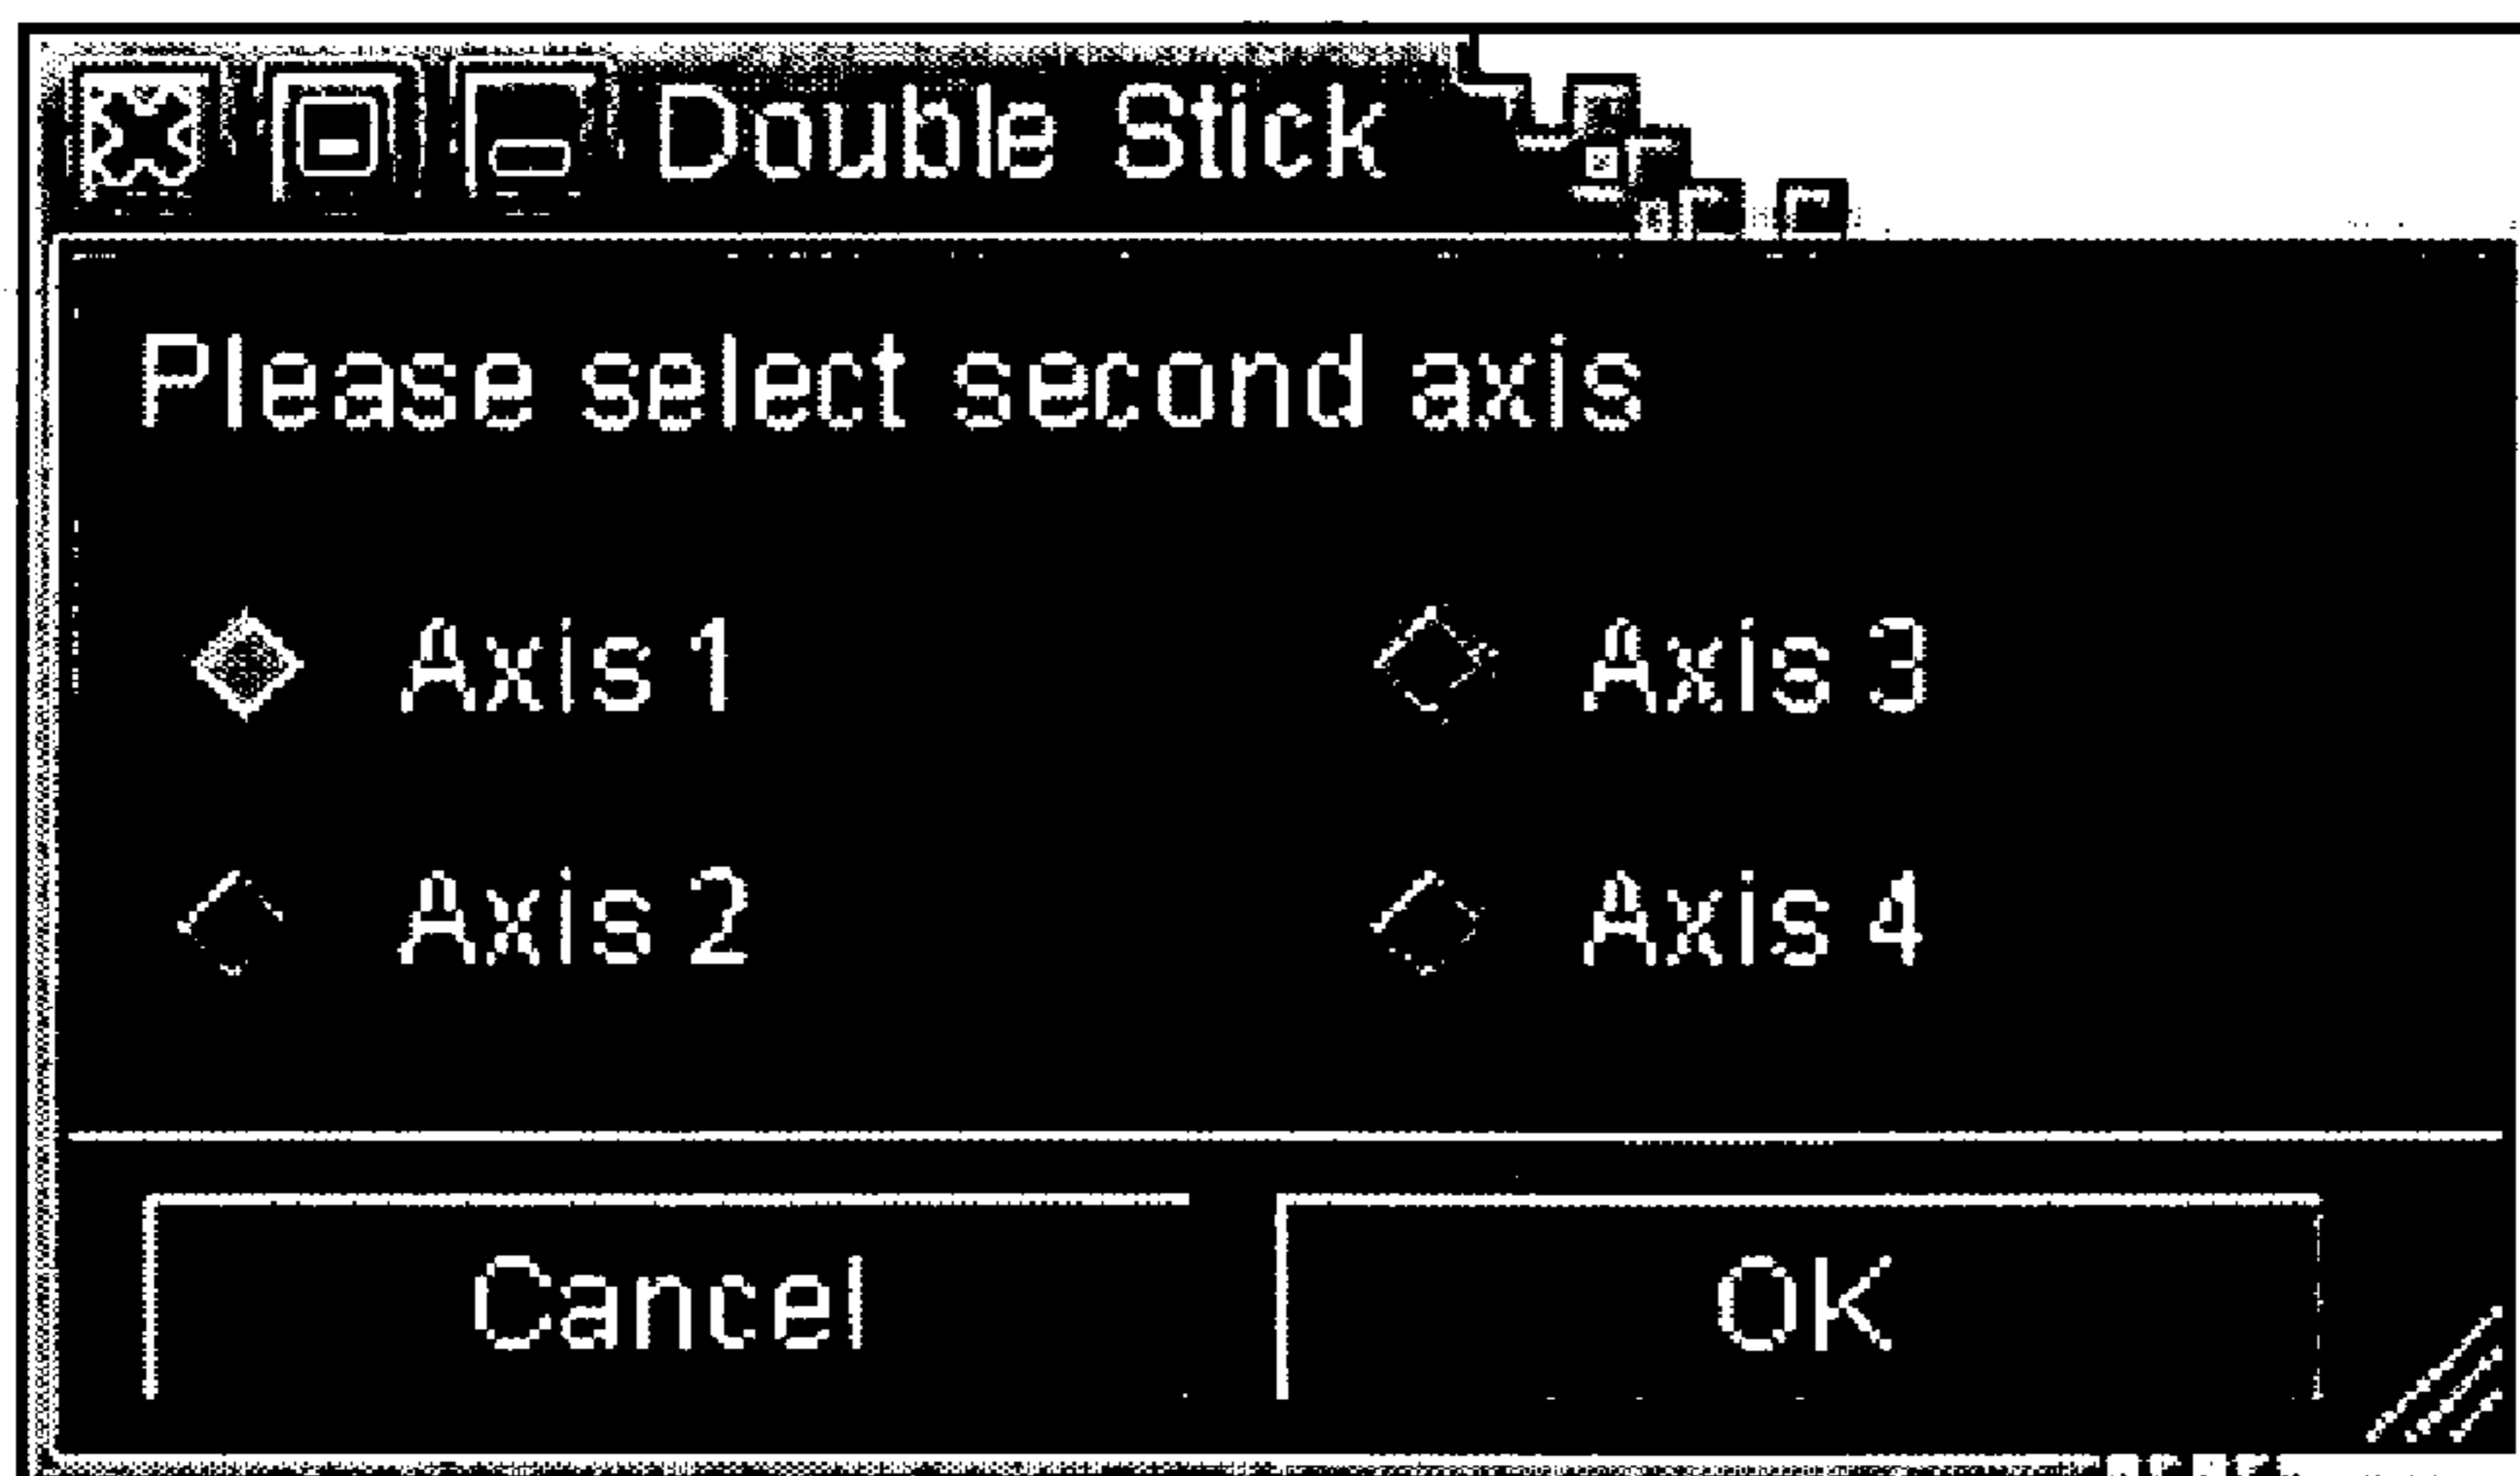 Double Stick
Please select second axis
Axis 1
Axis 3
Axis 2
Axis 4
Cancel
OK